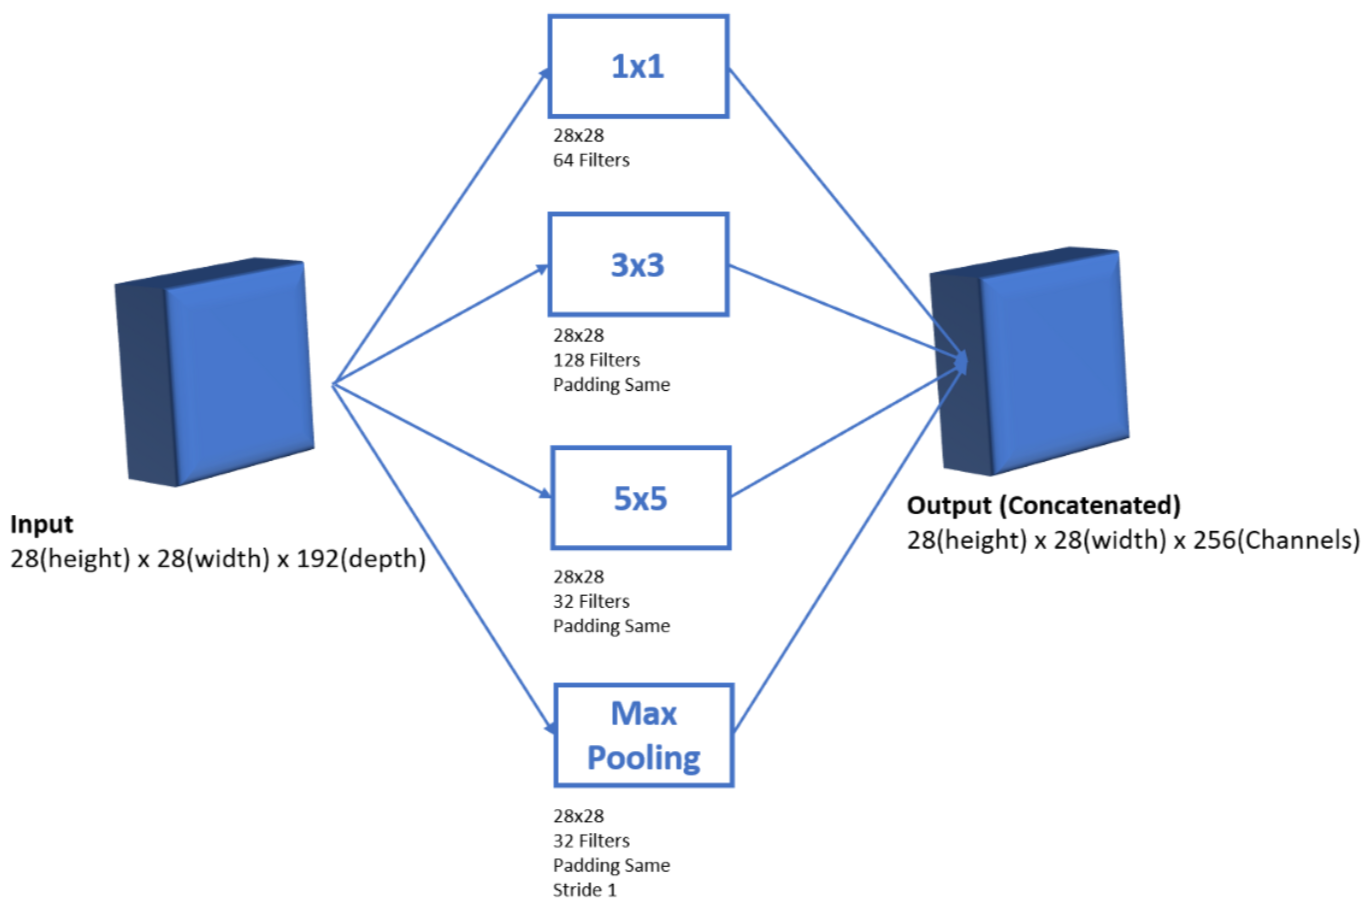 1x1
28x28
64 Filters
3x3
28x28
128 Filters
Padding Same
5x5
28x28
32 Filters
Padding Same
Max
Pooling
28x28
32 Filters
Padding Same
Stride 1
Input
28(height) x 28(width) x 192(depth)
Output (Concatenated)
28(height) x 28(width) x 256(Channels)